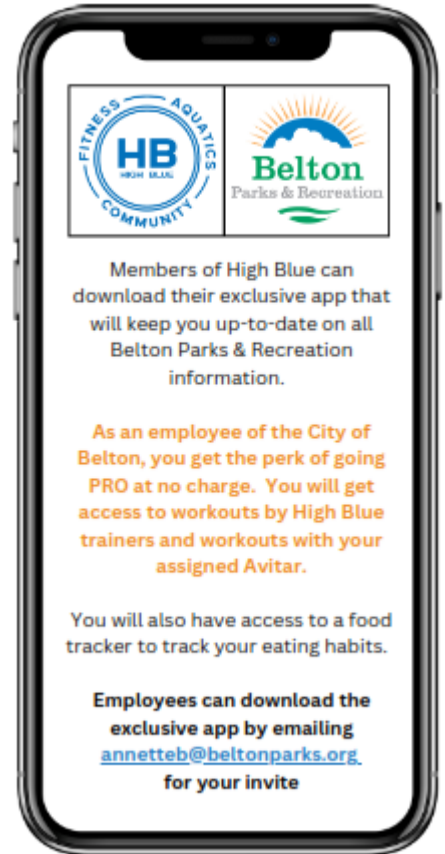 FITNESS AQUATICS
HB
HIGH BLUE
COMMUNITY
Belton
Parks & Recreation
Members of High Blue can
download their exclusive app that
will keep you up-to-date on all
Belton Parks & Recreation
information.
As an employee of the City of
Belton, you get the perk of going
PRO at no charge. You will get
access to workouts by High Blue
trainers and workouts with your
assigned Avitar.
You will also have access to a food
tracker to track your eating habits.
Employees can download the
exclusive app by emailing
annetteb@beltonparks.org
for your invite